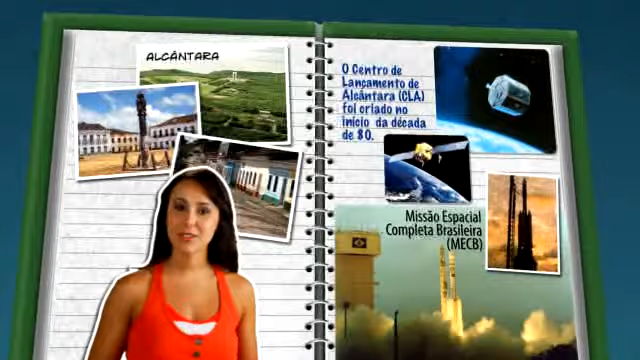 ALCÂNTARA
O Centro de
Lançamento de
Alcântara (CLA)
foi criado no
início da década
de 80.
Missão Espacial
Completa Brasileira
(MECB)